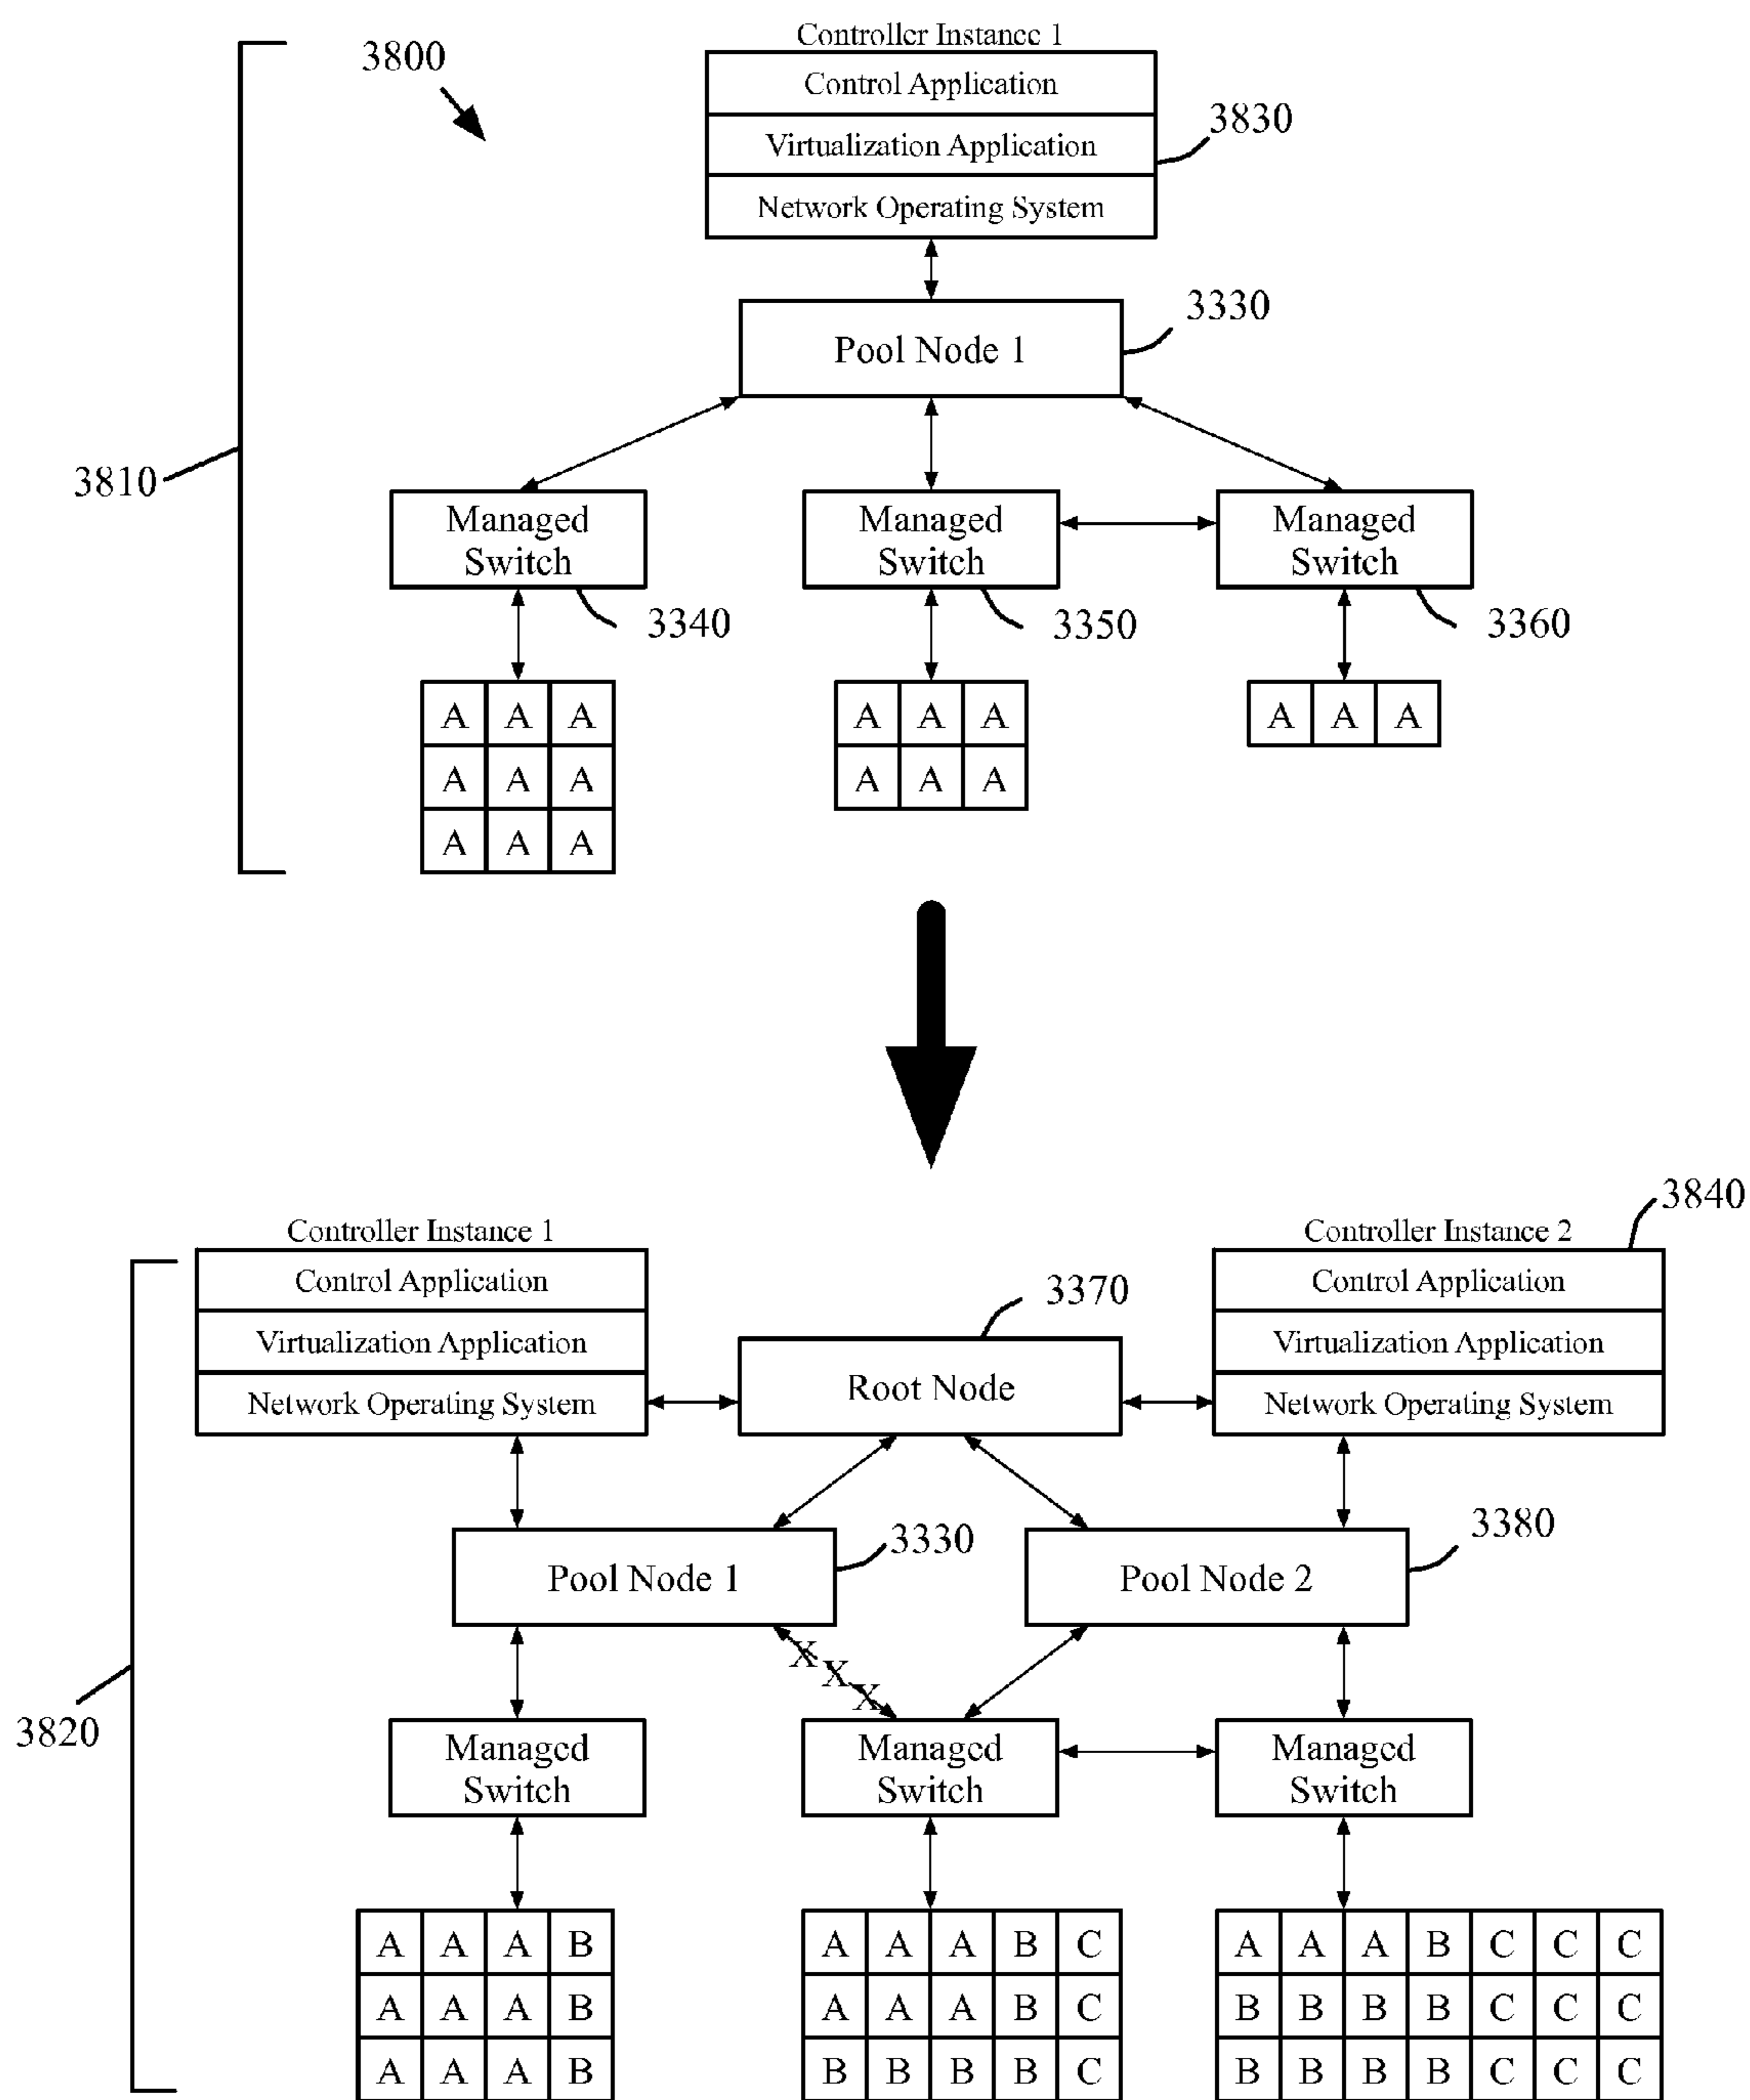 Controller Instance 1
3800
Control Application
3830
Virtualization Application
Network Operating System
3330
Pool Node 1
3810
Managed Switch
Managed Switch
Managed Switch
3340
3350
3360
A A A
A A A
A A A
A A A
A A A
A A A
3840
Controller Instance 1
Controller Instance 2
Control Application
Control Application
3370
Virtualization Application
Virtualization Application
Root Node
Network Operating System
Network Operating System
3330
3380
Pool Node 1
Pool Node 2
X X X
3820
Managed Switch
Managed Switch
Managed Switch
A A A B
A A A B C
A A A B C C C
A A A B
A A A B C
B B B B C C C
A A A B
B B B B C
B B B B C C C